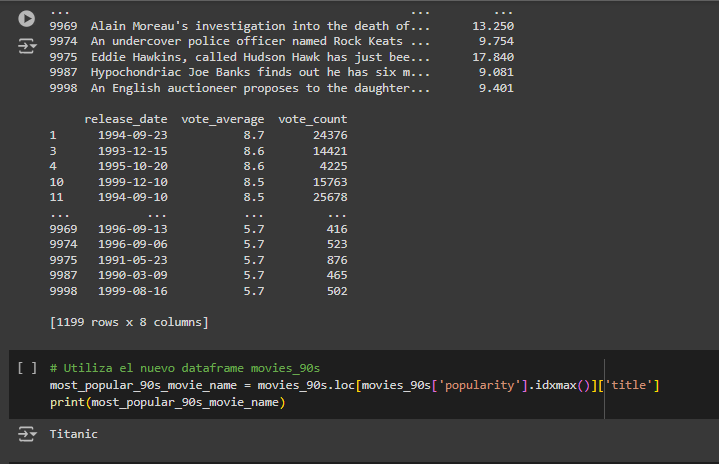 ... ... ...
9969 Alain Moreau's investigation into the death of... 13.250
9974 An undercover police officer named Rock Keats ... 9.754
9975 Eddie Hawkins, called Hudson Hawk has just bee... 17.840
9987 Hypochondriac Joe Banks finds out he has six m... 9.081
9998 An English auctioneer proposes to the daughter... 9.401
release_date vote_average vote_count
1 1994-09-23 8.7 24376
3 1993-12-15 8.6 14421
4 1995-10-20 8.6 4225
10 1999-12-10 8.5 15763
11 1994-09-10 8.5 25678
... ... ... ...
9969 1996-09-13 5.7 416
9974 1996-09-06 5.7 523
9975 1991-05-23 5.7 876
9987 1990-03-09 5.7 465
9998 1999-08-16 5.7 502
[1199 rows x 8 columns]
[ ] # Utiliza el nuevo dataframe movies_90s
most_popular_90s_movie_name = movies_90s.loc[movies_90s['popularity'].idxmax()]['title']
print(most_popular_90s_movie_name)
Titanic